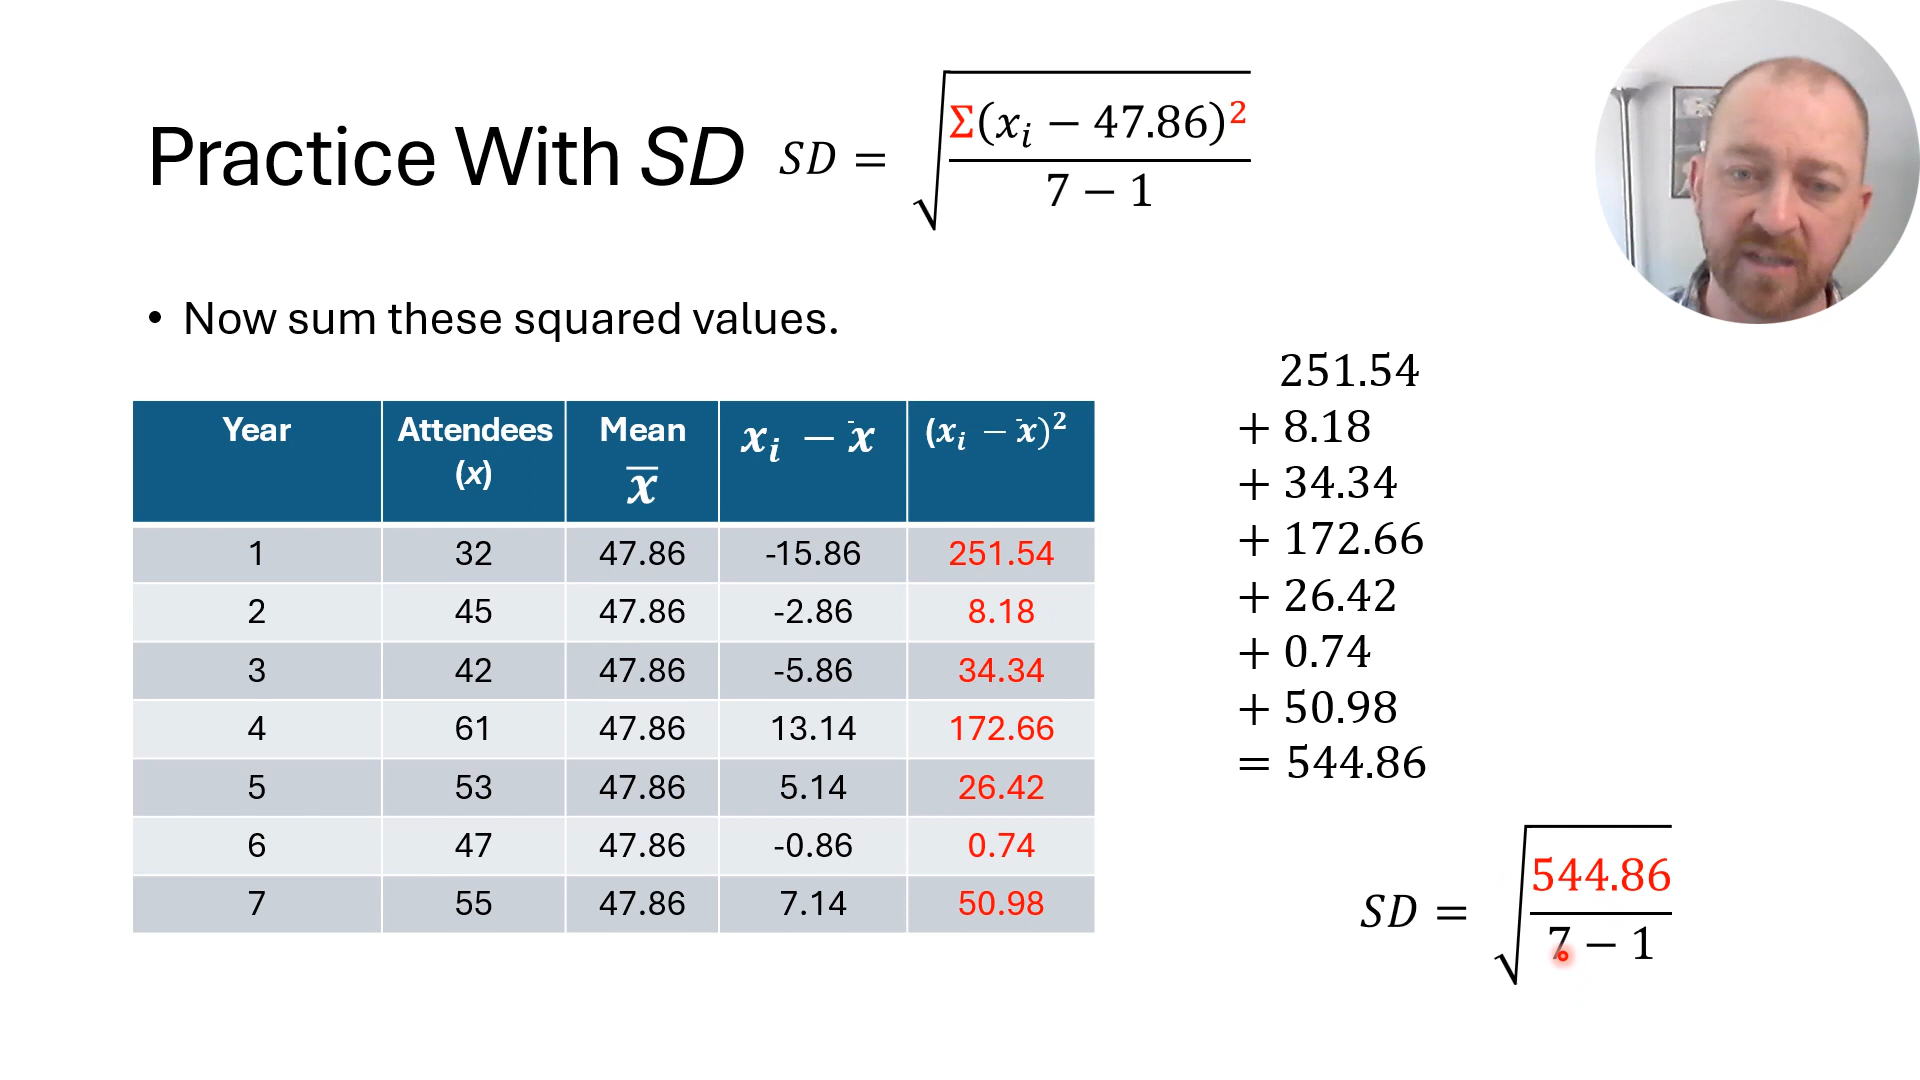 Practice With SD SD = √(Σ(xᵢ − 47.86)² / (7 − 1))
• Now sum these squared values.
Year | Attendees (x) | Mean x̄ | xᵢ − x̄ | (xᵢ − x̄)²
1 | 32 | 47.86 | -15.86 | 251.54
2 | 45 | 47.86 | -2.86 | 8.18
3 | 42 | 47.86 | -5.86 | 34.34
4 | 61 | 47.86 | 13.14 | 172.66
5 | 53 | 47.86 | 5.14 | 26.42
6 | 47 | 47.86 | -0.86 | 0.74
7 | 55 | 47.86 | 7.14 | 50.98
251.54
+ 8.18
+ 34.34
+ 172.66
+ 26.42
+ 0.74
+ 50.98
= 544.86
SD = √(544.86 / (7 − 1))